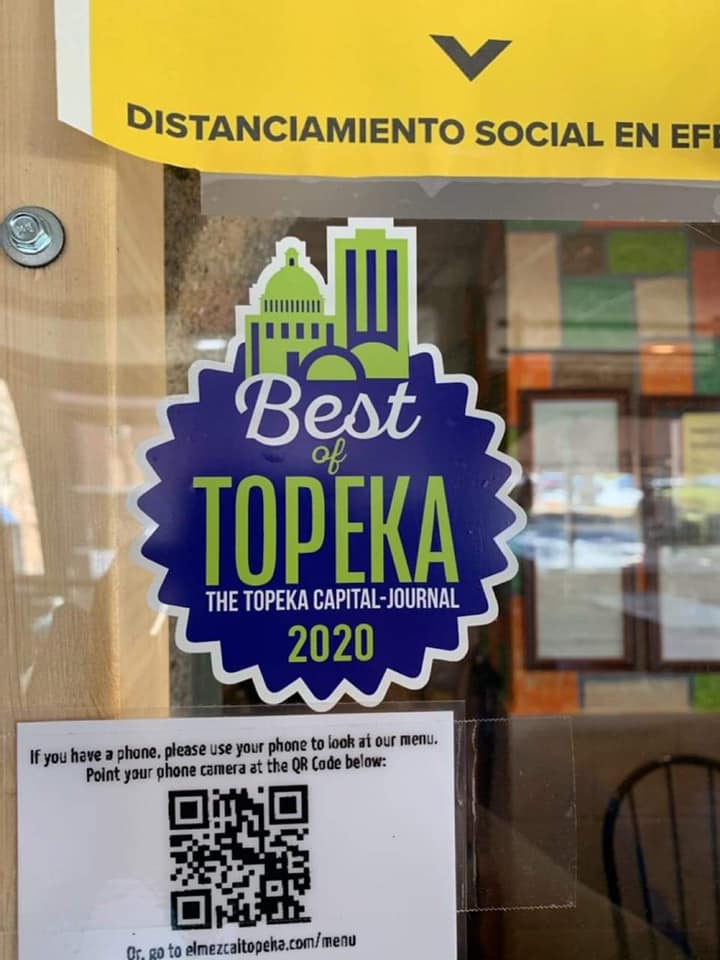 DISTANCIAMIENTO SOCIAL EN
Best
of
TOPEKA
THE TOPEKA CAPITAL-JOURNAL
2020
If you have a phone, please use your phone to look at our menu.
Point your phone camera at the QR Code below:
Or, go to elmezcaltopeka.com/menu